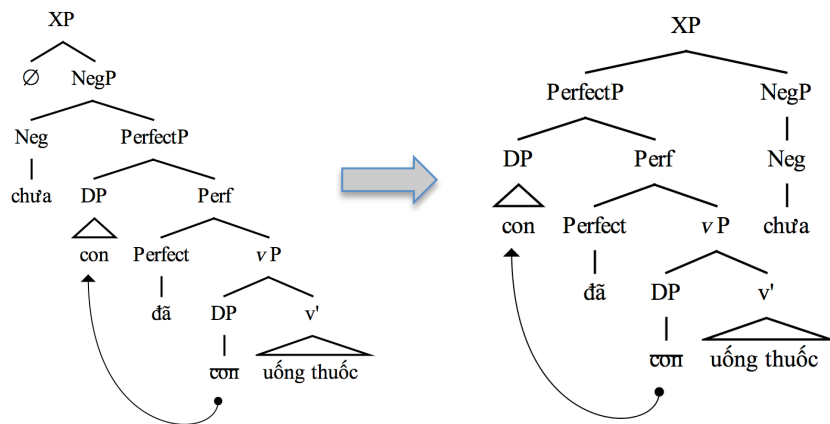 XP
∅ NegP
Neg PerfectP
chưa DP Perf
con Perfect vP
đã DP v'
con uống thuốc
XP
PerfectP NegP
DP Perf Neg
con Perfect vP chưa
đã DP v'
con uống thuốc